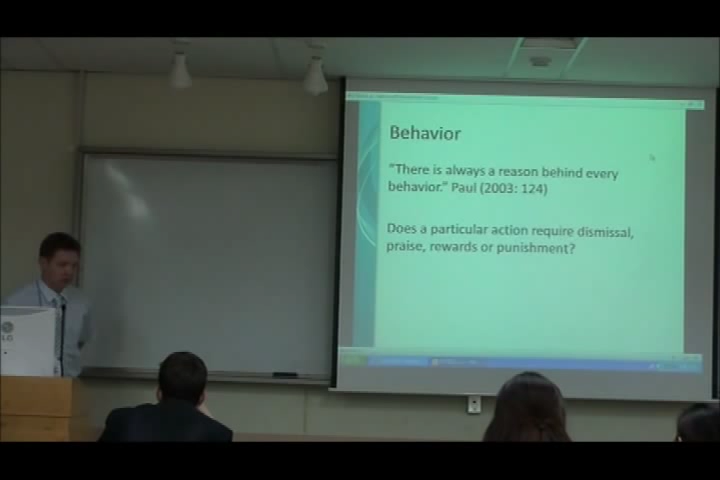 Behavior
"There is always a reason behind every
behavior." Paul (2003: 124)
Does a particular action require dismissal,
praise, rewards or punishment?
LG